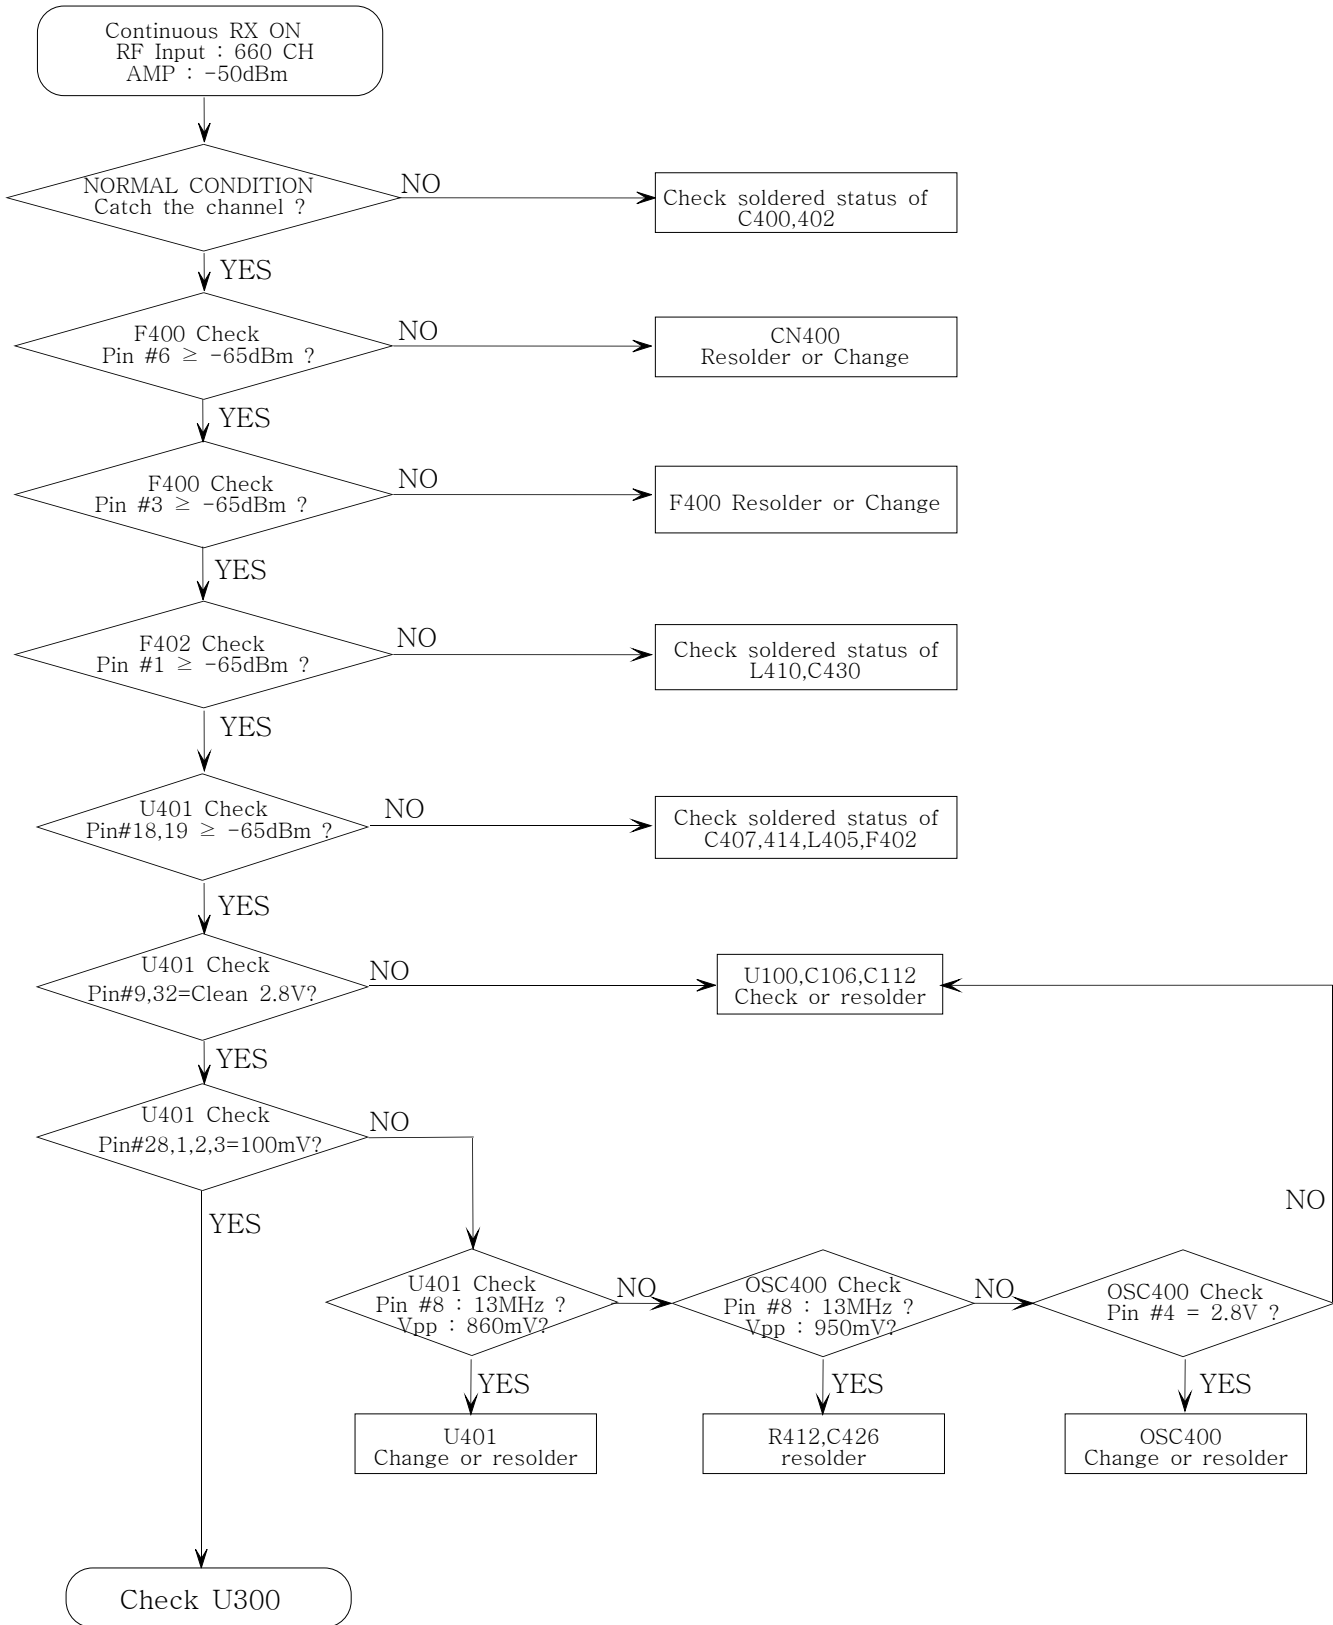 Continuous RX ON
RF Input : 660 CH
AMP : -50dBm
NORMAL CONDITION
Catch the channel ?
NO
Check soldered status of
C400,402
YES
F400 Check
Pin #6 ≥ -65dBm ?
NO
CN400
Resolder or Change
YES
F400 Check
Pin #3 ≥ -65dBm ?
NO
F400 Resolder or Change
YES
F402 Check
Pin #1 ≥ -65dBm ?
NO
Check soldered status of
L410,C430
YES
U401 Check
Pin#18,19 ≥ -65dBm ?
NO
Check soldered status of
C407,414,L405,F402
YES
U401 Check
Pin#9,32=Clean 2.8V?
NO
U100,C106,C112
Check or resolder
YES
U401 Check
Pin#28,1,2,3=100mV?
NO
YES
NO
U401 Check
Pin #8 : 13MHz ?
Vpp : 860mV?
NO
OSC400 Check
Pin #8 : 13MHz ?
Vpp : 950mV?
NO
OSC400 Check
Pin #4 = 2.8V ?
YES
YES
YES
U401
Change or resolder
R412,C426
resolder
OSC400
Change or resolder
Check U300